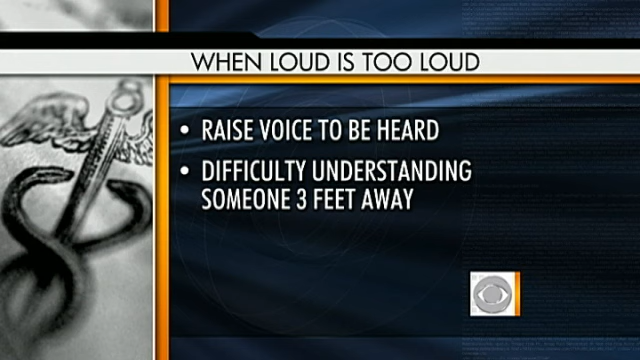 WHEN LOUD IS TOO LOUD
• RAISE VOICE TO BE HEARD
• DIFFICULTY UNDERSTANDING
SOMEONE 3 FEET AWAY